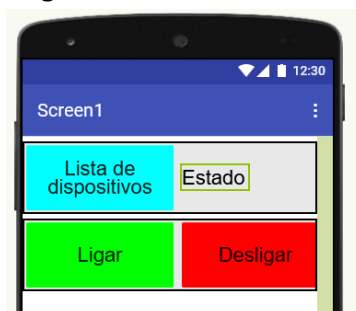 12:30
Screen1
Lista de
dispositivos
Estado
Ligar
Desligar